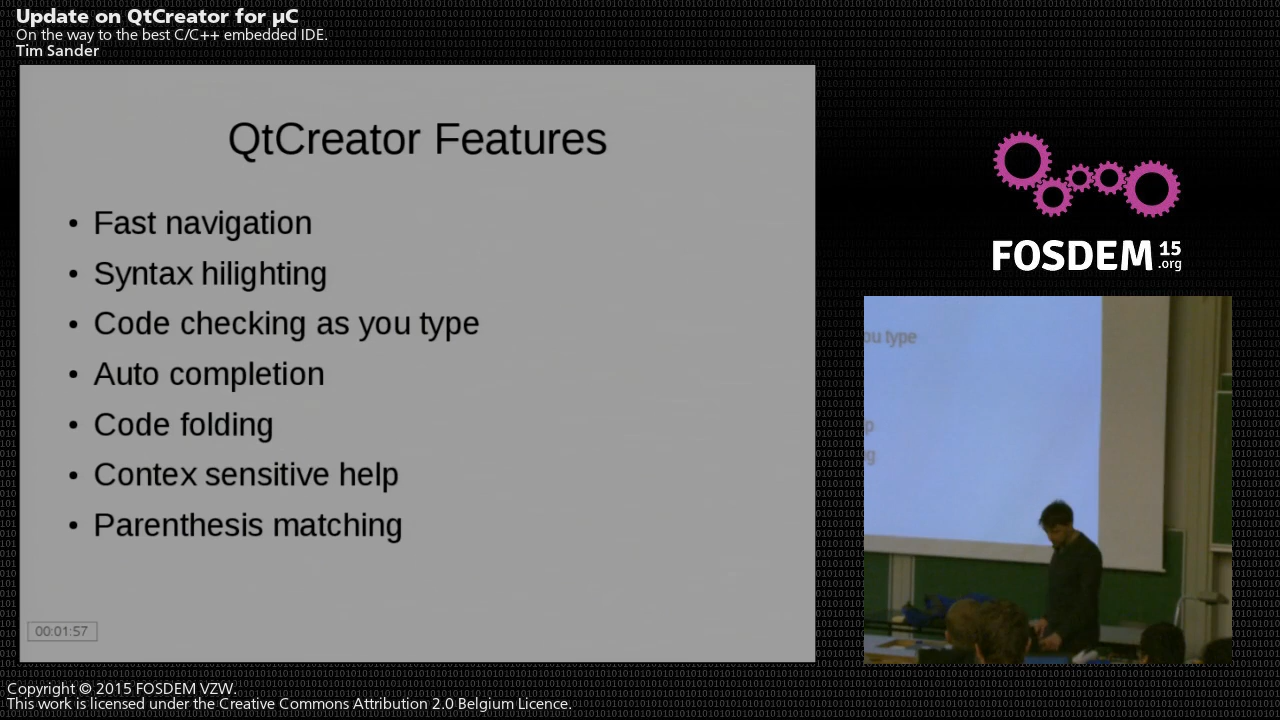 Update on QtCreator for µC
On the way to the best C/C++ embedded IDE.
Tim Sander
QtCreator Features
• Fast navigation
• Syntax hilighting
• Code checking as you type
• Auto completion
• Code folding
• Contex sensitive help
• Parenthesis matching
00:01:57
FOSDEM 15
.org
ou type
p
g
Copyright © 2015 FOSDEM VZW.
This work is licensed under the Creative Commons Attribution 2.0 Belgium Licence.